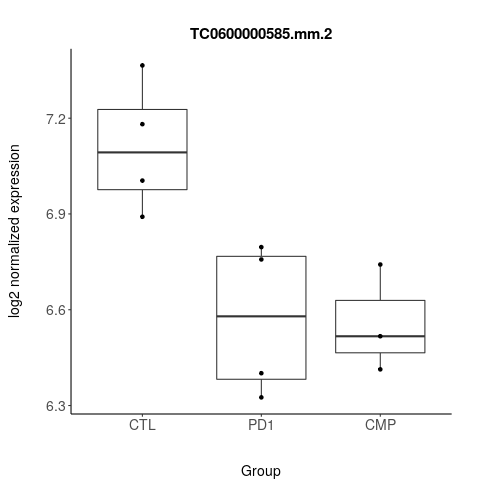 TC0600000585.mm.2
log2 normalized expression
7.2
6.9
6.6
6.3
CTL PD1 CMP
Group